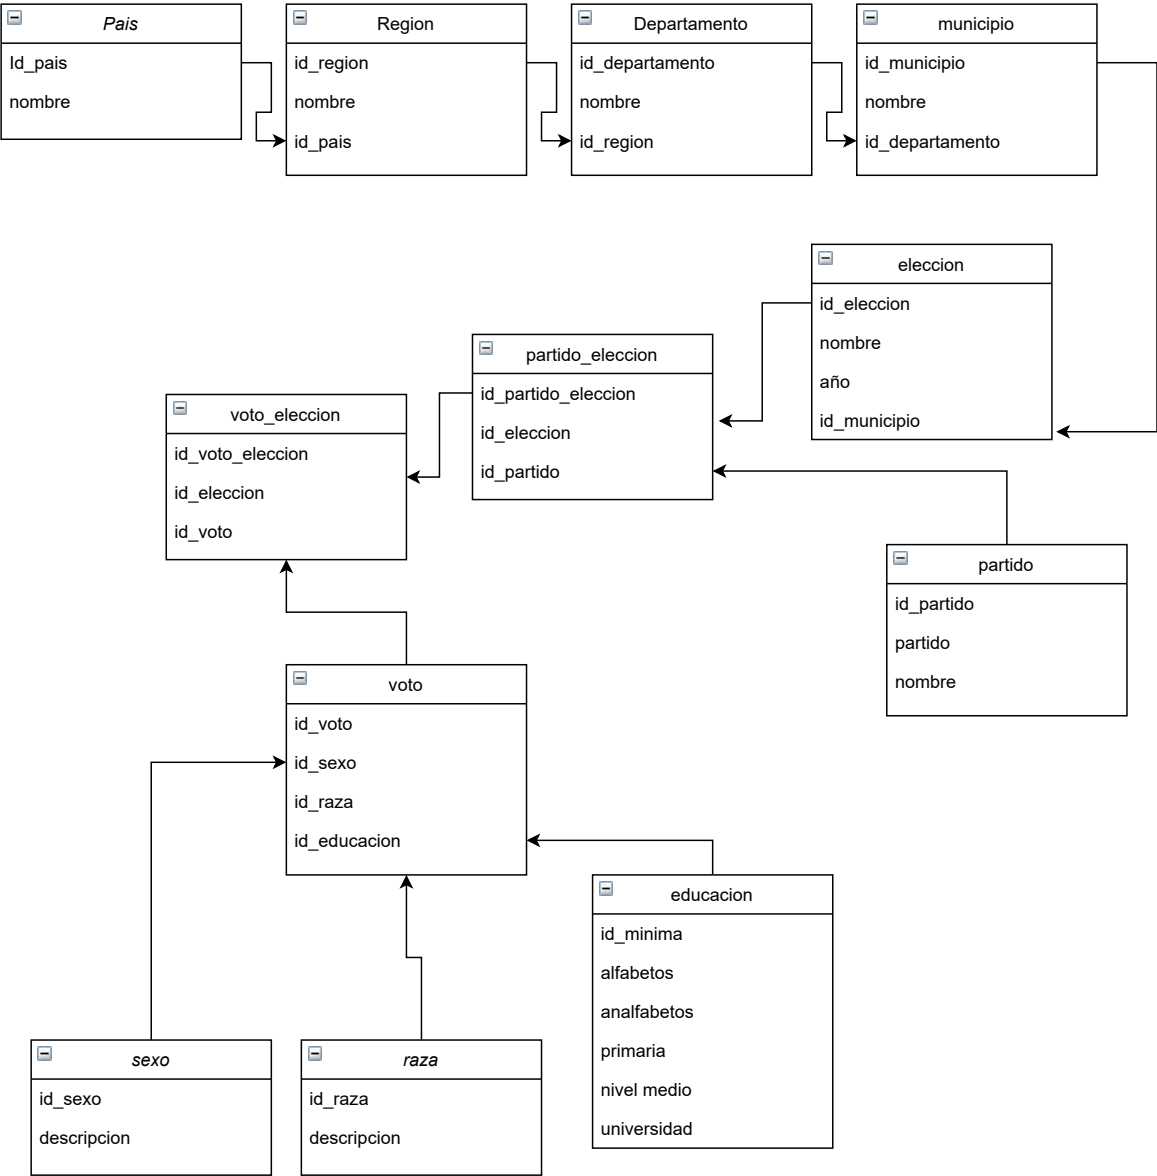 Pais
Id_pais
nombre
Region
id_region
nombre
id_pais
Departamento
id_departamento
nombre
id_region
municipio
id_municipio
nombre
id_departamento
eleccion
id_eleccion
nombre
año
id_municipio
partido_eleccion
id_partido_eleccion
id_eleccion
id_partido
voto_eleccion
id_voto_eleccion
id_eleccion
id_voto
partido
id_partido
partido
nombre
voto
id_voto
id_sexo
id_raza
id_educacion
educacion
id_minima
alfabetos
analfabetos
primaria
nivel medio
universidad
sexo
id_sexo
descripcion
raza
id_raza
descripcion